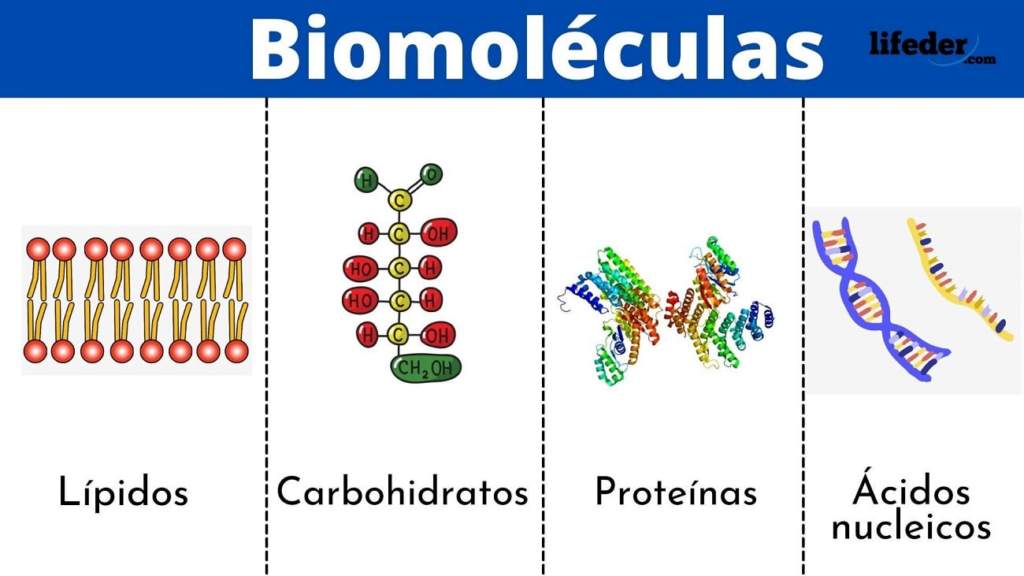 Biomoléculas
lifeder
.com
H O
C
H C OH
HO C H
HO C H
H C OH
CH₂OH
Lípidos
Carbohidratos
Proteínas
Ácidos
nucleicos